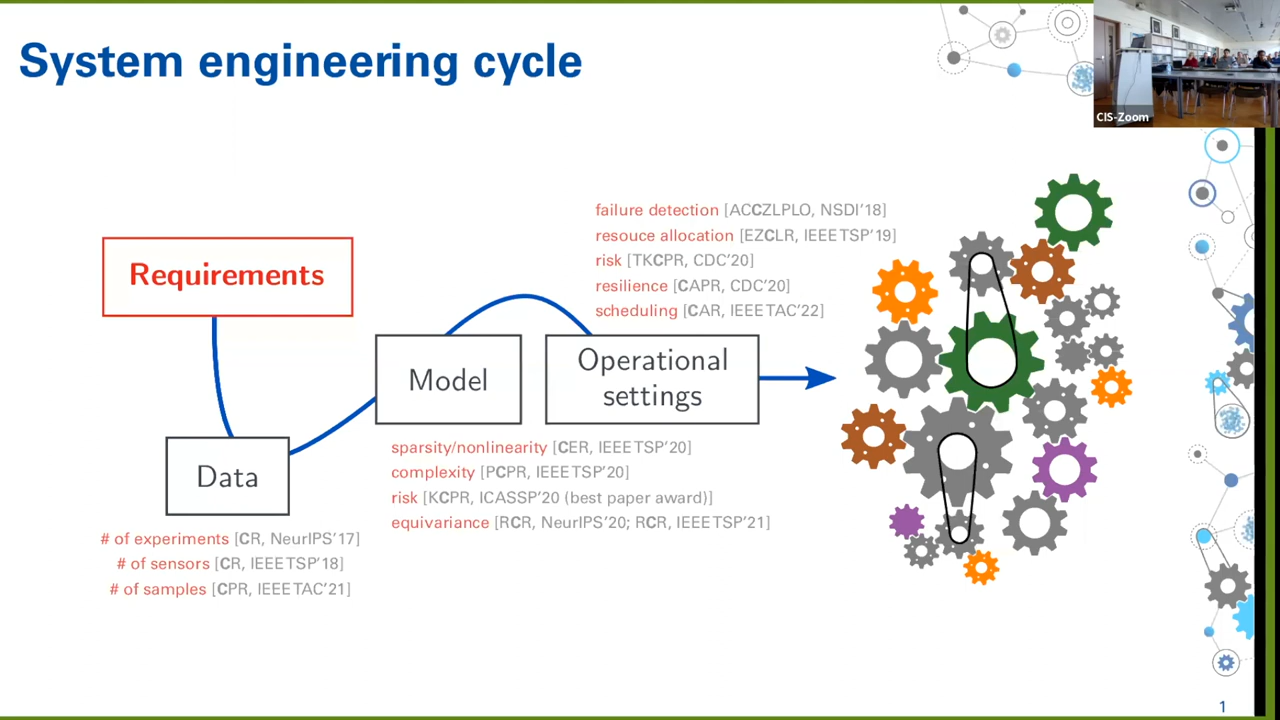 System engineering cycle
CIS-Zoom
failure detection [ACCZLPLO, NSDI'18]
resouce allocation [EZCLR, IEEE TSP'19]
risk [TKCPR, CDC'20]
resilience [CAPR, CDC'20]
scheduling [CAR, IEEE TAC'22]
Requirements
Model
Operational
settings
Data
sparsity/nonlinearity [CER, IEEE TSP'20]
complexity [PCPR, IEEE TSP'20]
risk [KCPR, ICASSP'20 (best paper award)]
equivariance [RCR, NeurIPS'20; RCR, IEEE TSP'21]
# of experiments [CR, NeurIPS'17]
# of sensors [CR, IEEE TSP'18]
# of samples [CPR, IEEE TAC'21]
1